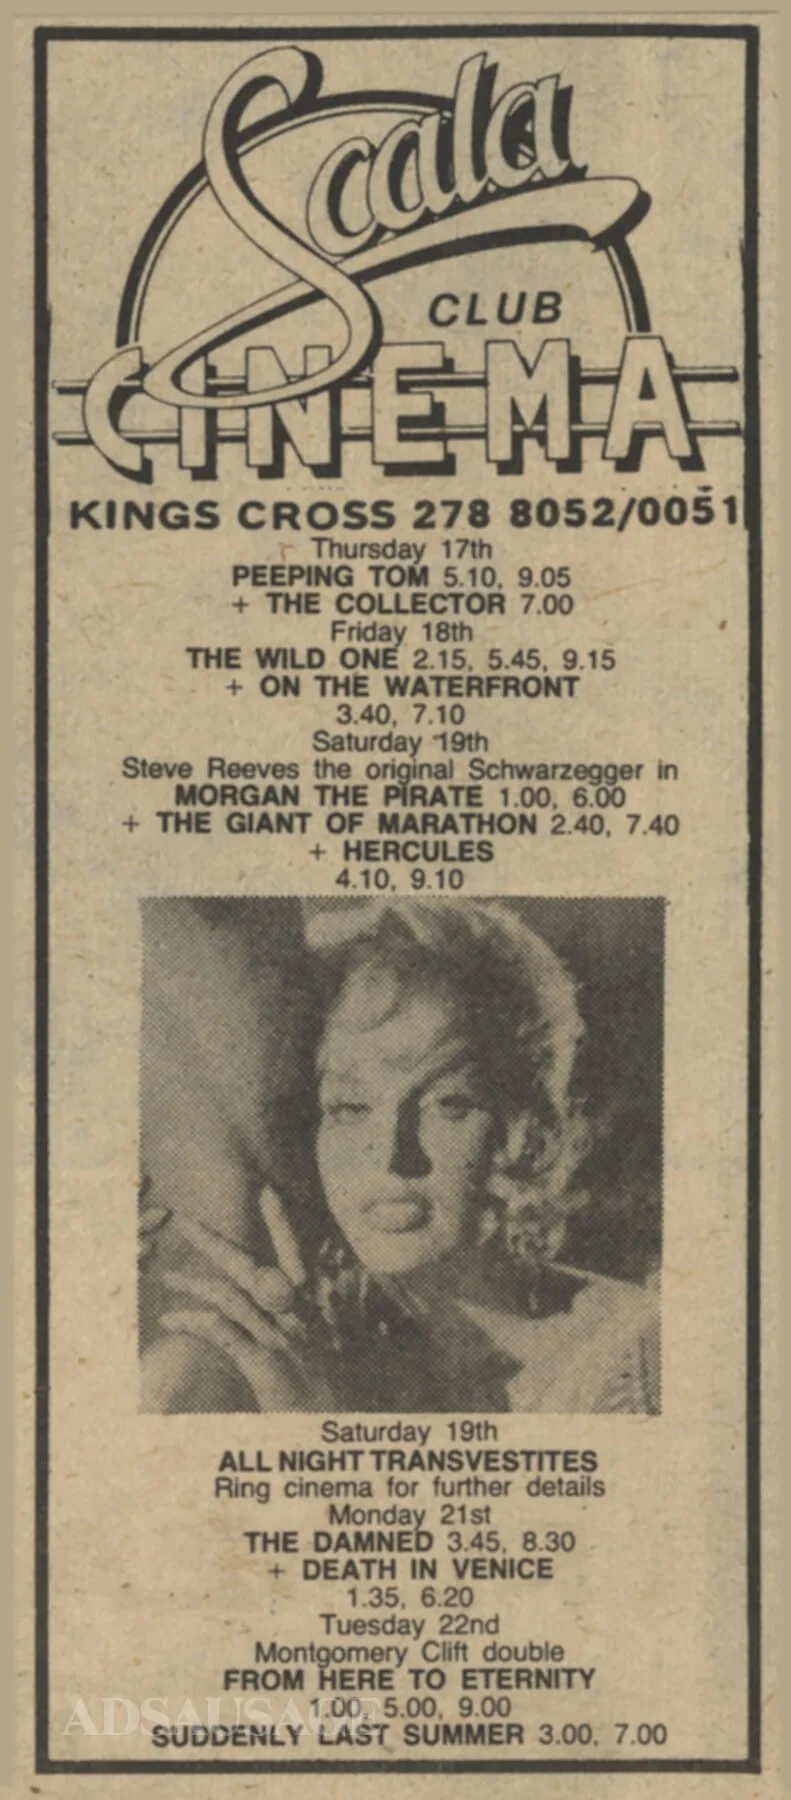 Scala
CLUB
CINEMA
KINGS CROSS 278 8052/0051
Thursday 17th
PEEPING TOM 5.10, 9.05
+ THE COLLECTOR 7.00
Friday 18th
THE WILD ONE 2.15, 5.45, 9.15
+ ON THE WATERFRONT
3.40, 7.10
Saturday 19th
Steve Reeves the original Schwarzegger in
MORGAN THE PIRATE 1.00, 6.00
+ THE GIANT OF MARATHON 2.40, 7.40
+ HERCULES
4.10, 9.10
Saturday 19th
ALL NIGHT TRANSVESTITES
Ring cinema for further details
Monday 21st
THE DAMNED 3.45, 8.30
+ DEATH IN VENICE
1.35, 6.20
Tuesday 22nd
Montgomery Clift double
FROM HERE TO ETERNITY
1.00, 5.00, 9.00
SUDDENLY LAST SUMMER 3.00, 7.00
ADSAUSAGE